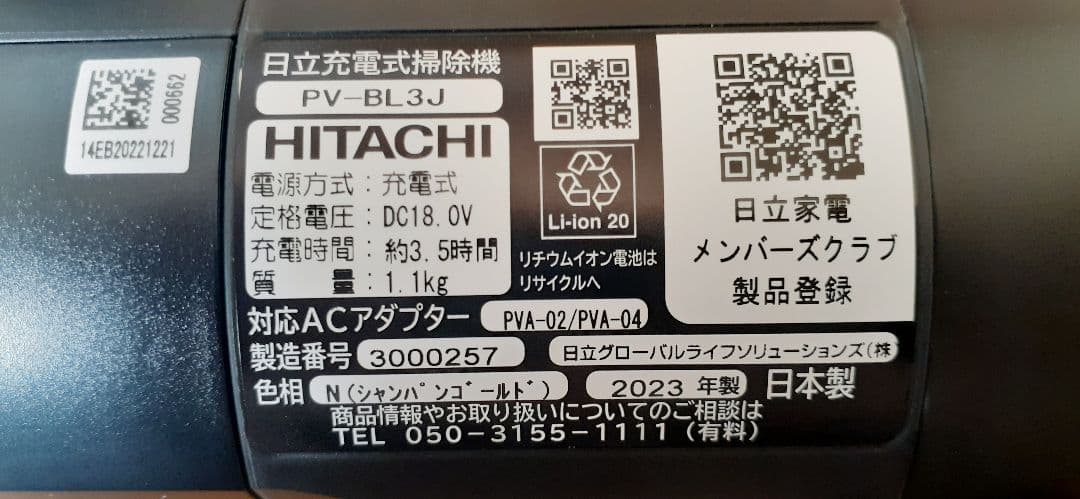 000662
14EB20221221
日立充電式掃除機
PV-BL3J
HITACHI
電源方式：充電式
定格電圧：DC18.0V
充電時間：約3.5時間
質　　量：1.1kg
Li-ion 20
リチウムイオン電池は
リサイクルへ
日立家電
メンバーズクラブ
製品登録
対応ACアダプター PVA-02/PVA-04
製造番号 3000257 日立グローバルライフソリューションズ(株)
色相 N(シャンパンゴールド) 2023 年製 日本製
商品情報やお取り扱いについてのご相談は
TEL 050-3155-1111 (有料)